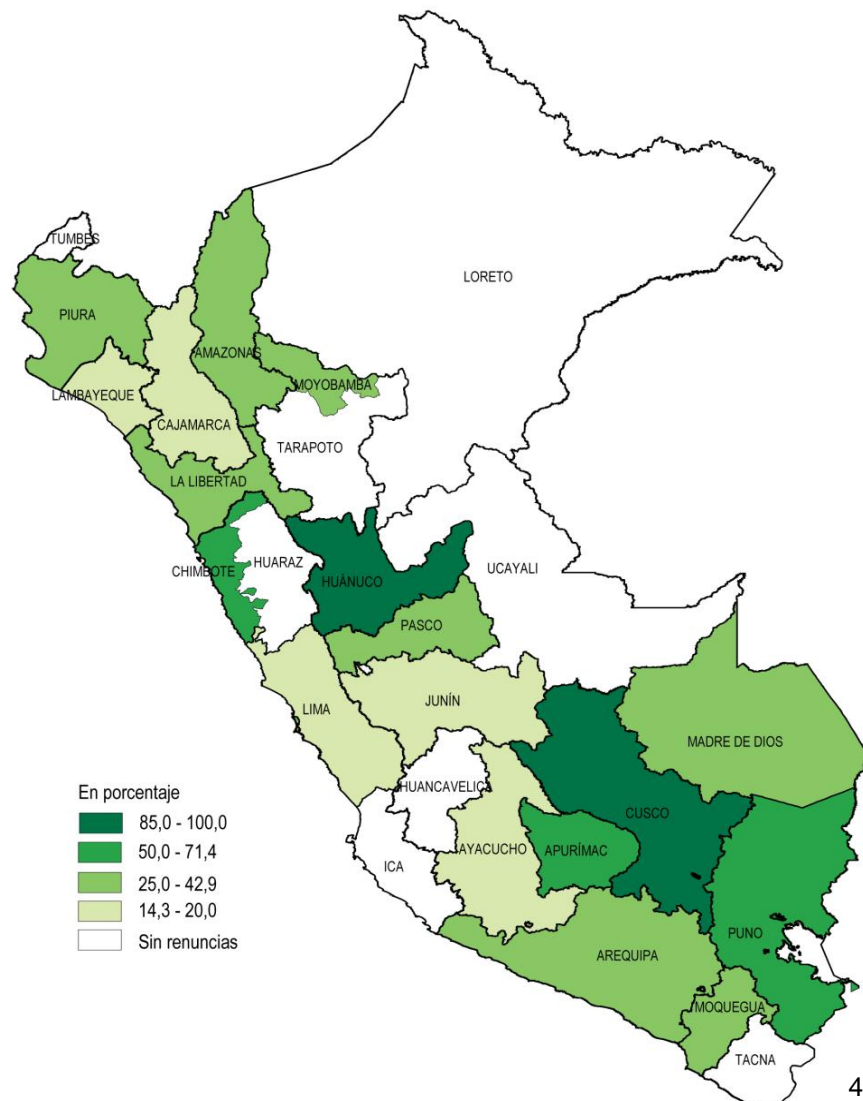 TUMBES
LORETO
PIURA
AMAZONAS
MOYOBAMBA
LAMBAYEQUE
CAJAMARCA
TARAPOTO
LA LIBERTAD
HUARAZ
CHIMBOTE
HUÁNUCO
UCAYALI
PASCO
JUNÍN
LIMA
MADRE DE DIOS
HUANCAVELICA
CUSCO
AYACUCHO
APURÍMAC
ICA
PUNO
AREQUIPA
MOQUEGUA
TACNA
En porcentaje
85,0 - 100,0
50,0 - 71,4
25,0 - 42,9
14,3 - 20,0
Sin renuncias
4